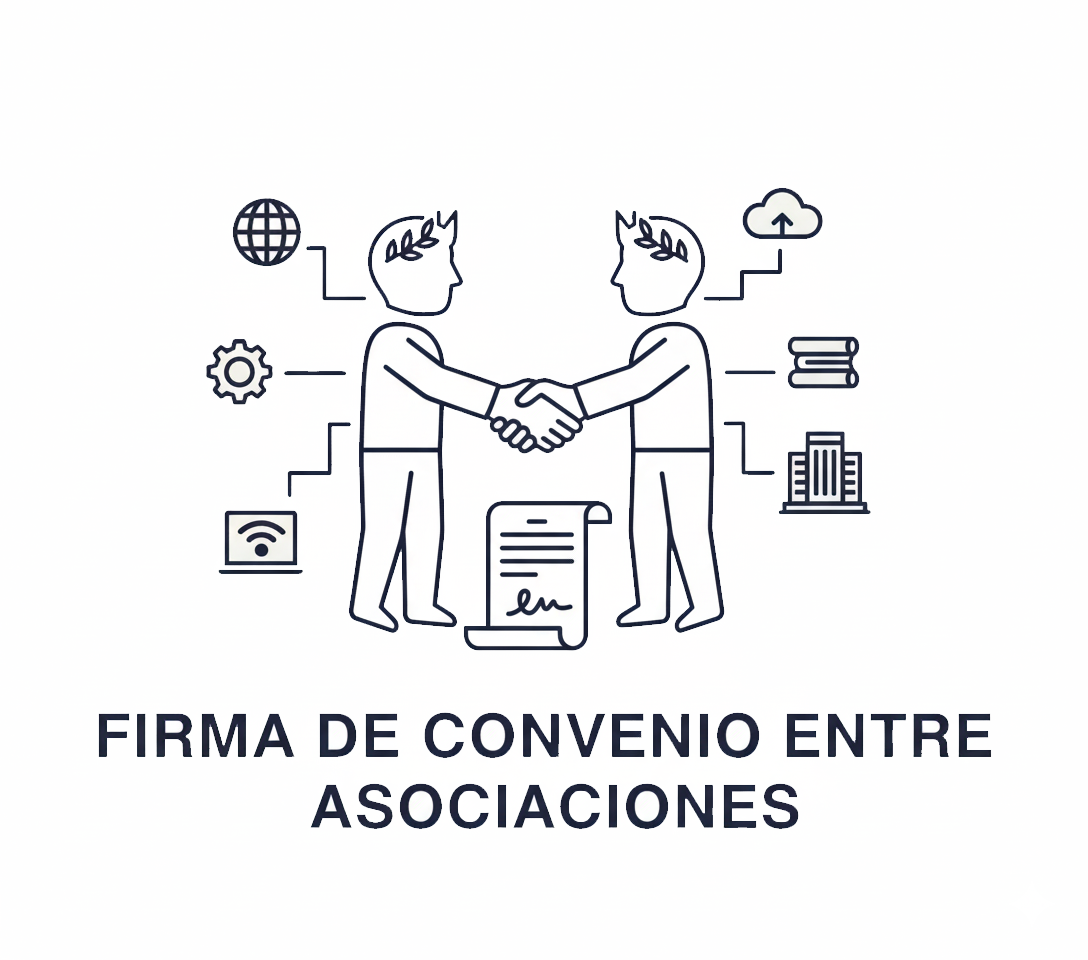 FIRMA DE CONVENIO ENTRE
ASOCIACIONES